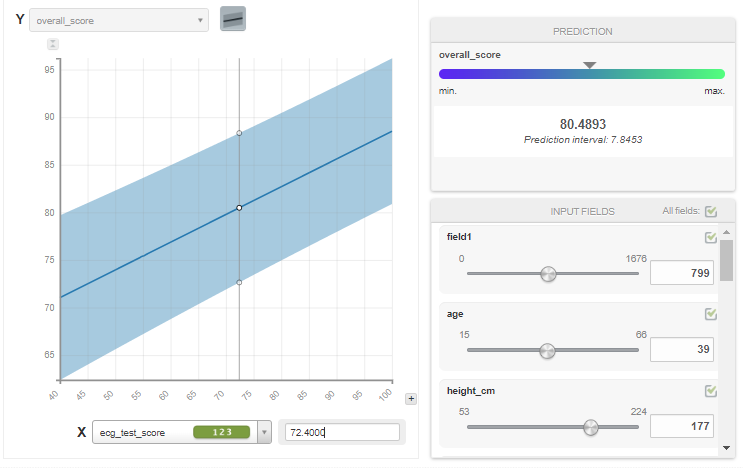 Y overall_score
95
90
85
80
75
70
65
40 45 50 55 60 65 70 75 80 85 90 95 100
+
X ecg_test_score 123 72.4000
PREDICTION
overall_score
min. max.
80.4893
Prediction interval: 7.8453
INPUT FIELDS All fields:
field1
0 1676
799
age
15 66
39
height_cm
53 224
177